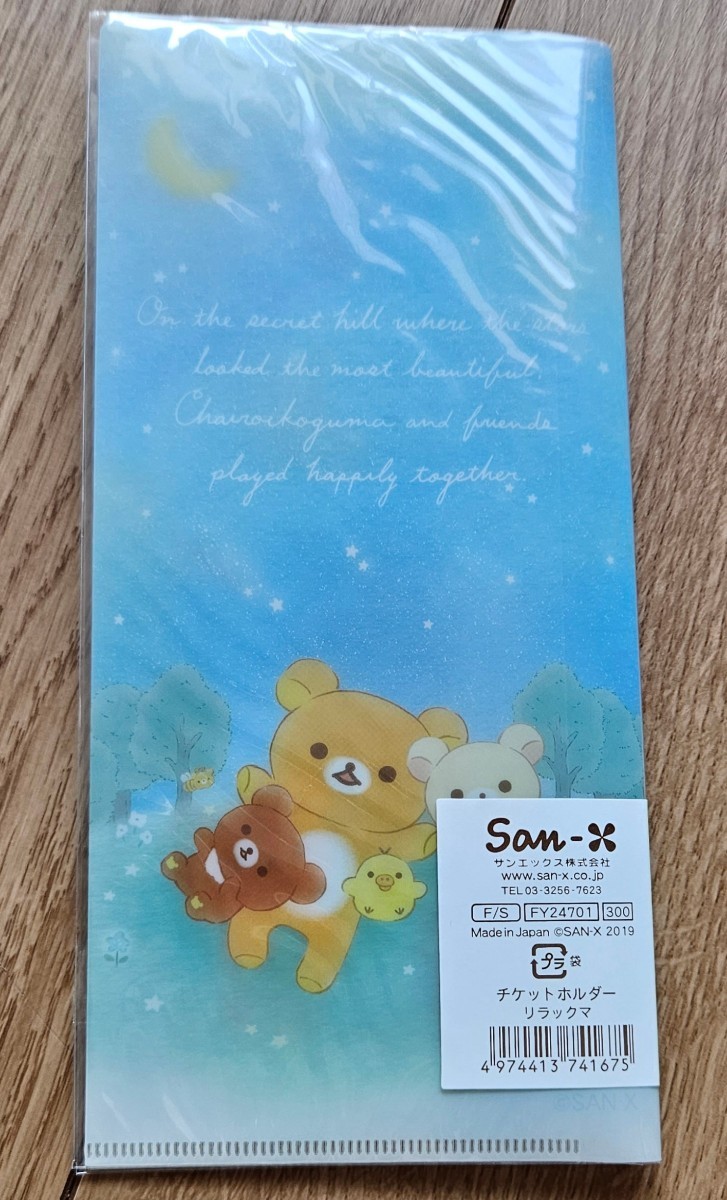 On the secret hill where the stars
looked the most beautiful,
Chairoikoguma and friends
played happily together.
San-X
サンエックス株式会社
www.san-x.co.jp
TEL 03-3256-7623
F/S FY24701 300
Made in Japan ©SAN-X 2019
プラ 袋
チケットホルダー
リラックマ
4 974413 741675
©SAN-X